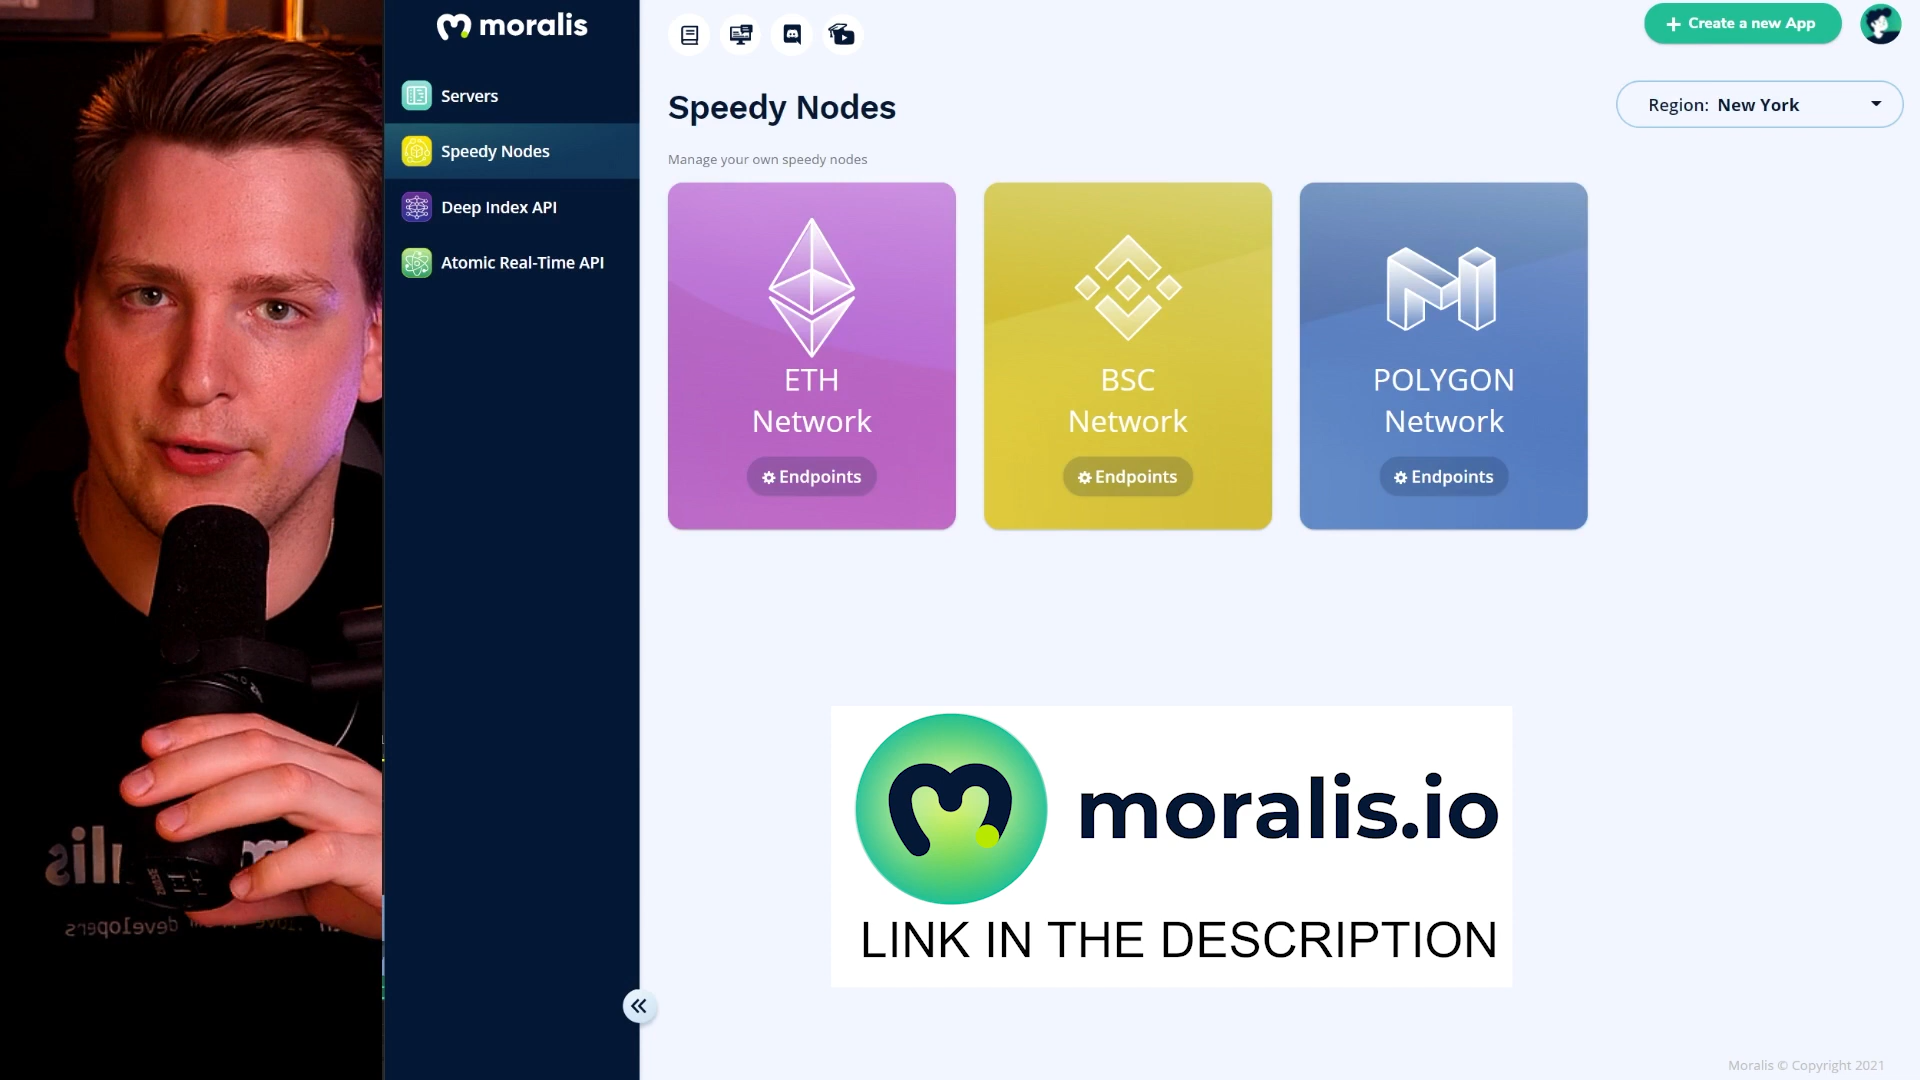 moralis
Servers
Speedy Nodes
Deep Index API
Atomic Real-Time API
Create a new App
Speedy Nodes
Region: New York
Manage your own speedy nodes
ETH
Network
Endpoints
BSC
Network
Endpoints
POLYGON
Network
Endpoints
moralis.io
LINK IN THE DESCRIPTION
developers
Moralis © Copyright 2021